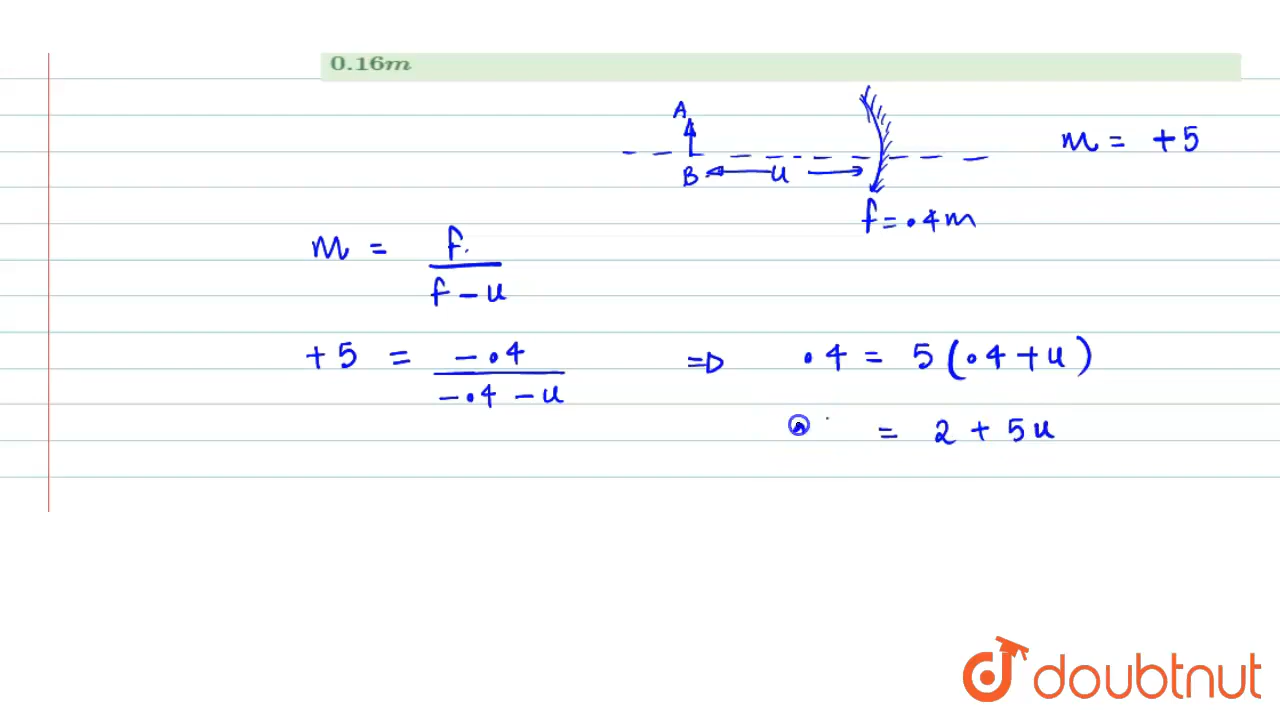 0.16m
A
m = +5
B
u
f = .4m
m = f / f - u
+5 = -.4 / -.4 - u ⇒ .4 = 5(.4 + u)
= 2 + 5u
doubtnut